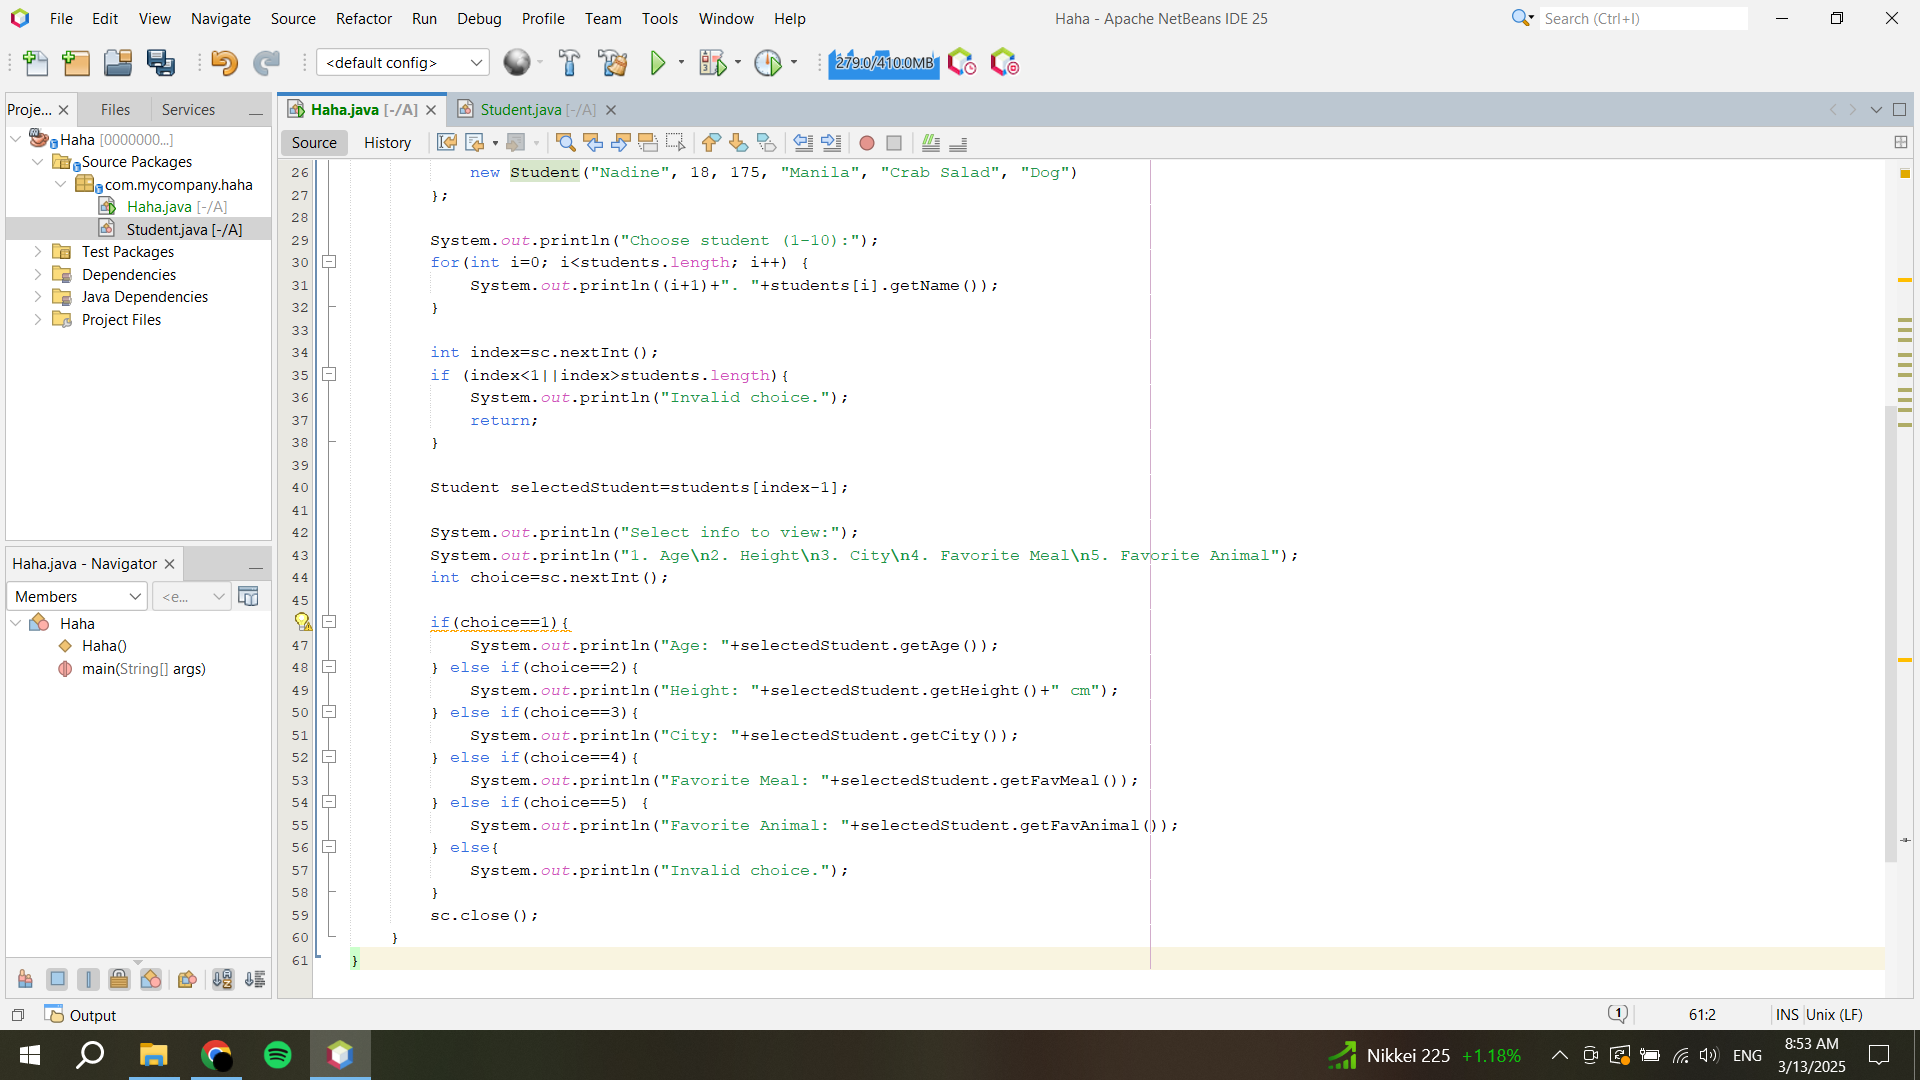 File Edit View Navigate Source Refactor Run Debug Profile Team Tools Window Help
Haha - Apache NetBeans IDE 25
Search (Ctrl+I)
<default config>
279.0/410.0MB
Proje... Files Services
Haha [0000000...]
Source Packages
com.mycompany.haha
Haha.java [-/A]
Student.java [-/A]
Test Packages
Dependencies
Java Dependencies
Project Files
Haha.java - Navigator
Members
<e...
Haha
Haha()
main(String[] args)
Haha.java [-/A] Student.java [-/A]
Source History
26 new Student("Nadine", 18, 175, "Manila", "Crab Salad", "Dog")
27 };
28
29 System.out.println("Choose student (1-10):");
30 for(int i=0; i<students.length; i++) {
31 System.out.println((i+1)+". "+students[i].getName());
32 }
33
34 int index=sc.nextInt();
35 if (index<1||index>students.length){
36 System.out.println("Invalid choice.");
37 return;
38 }
39
40 Student selectedStudent=students[index-1];
41
42 System.out.println("Select info to view:");
43 System.out.println("1. Age\n2. Height\n3. City\n4. Favorite Meal\n5. Favorite Animal");
44 int choice=sc.nextInt();
45
if(choice==1){
47 System.out.println("Age: "+selectedStudent.getAge());
48 } else if(choice==2){
49 System.out.println("Height: "+selectedStudent.getHeight()+" cm");
50 } else if(choice==3){
51 System.out.println("City: "+selectedStudent.getCity());
52 } else if(choice==4){
53 System.out.println("Favorite Meal: "+selectedStudent.getFavMeal());
54 } else if(choice==5) {
55 System.out.println("Favorite Animal: "+selectedStudent.getFavAnimal());
56 } else{
57 System.out.println("Invalid choice.");
58 }
59 sc.close();
60 }
61 }
Output
1
61:2
INS
Unix (LF)
Nikkei 225 +1.18%
ENG
8:53 AM
3/13/2025